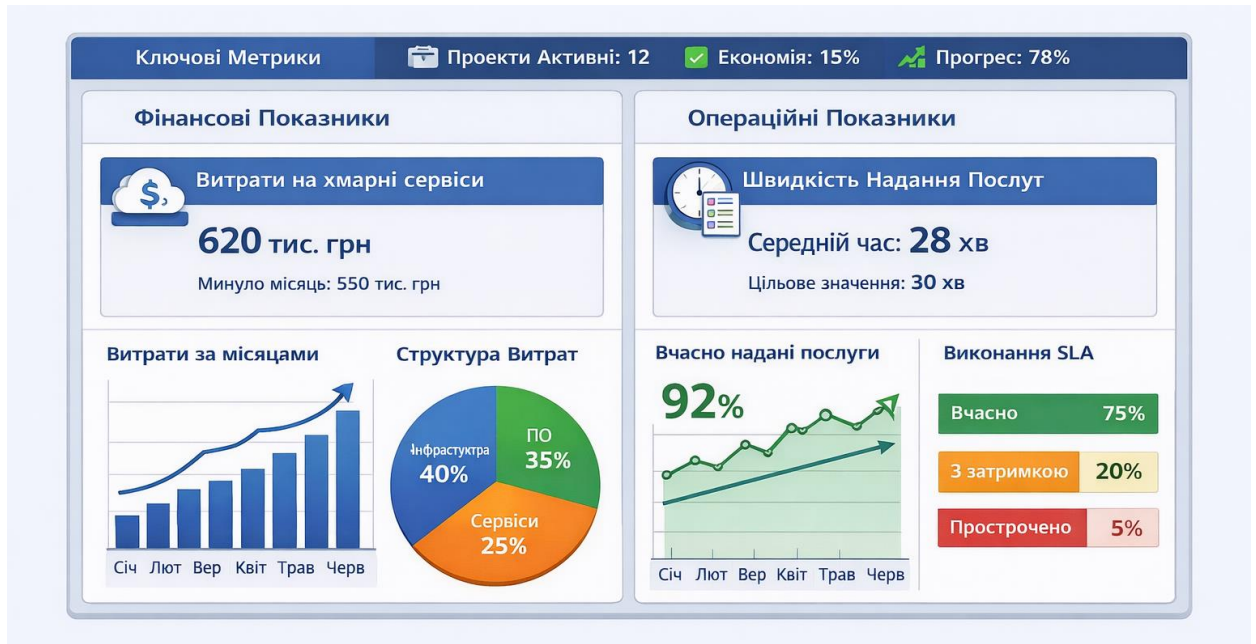 Ключові Метрики
Проекти Активні: 12
Економія: 15%
Прогрес: 78%
Фінансові Показники
Витрати на хмарні сервіси
$
620 тис. грн
Минуло місяць: 550 тис. грн
Витрати за місяцами
Січ Лют Вер Квіт Трав Черв
Структура Витрат
Інфраструктра
40%
ПО
35%
Сервіси
25%
Операційні Показники
Швидкість Надання Послут
Середній час: 28 хв
Цільове значення: 30 хв
Вчасно надані послуги
92%
Січ Лют Вер Квіт Трав Черв
Виконання SLA
Вчасно 75%
З затримкою 20%
Прострочено 5%